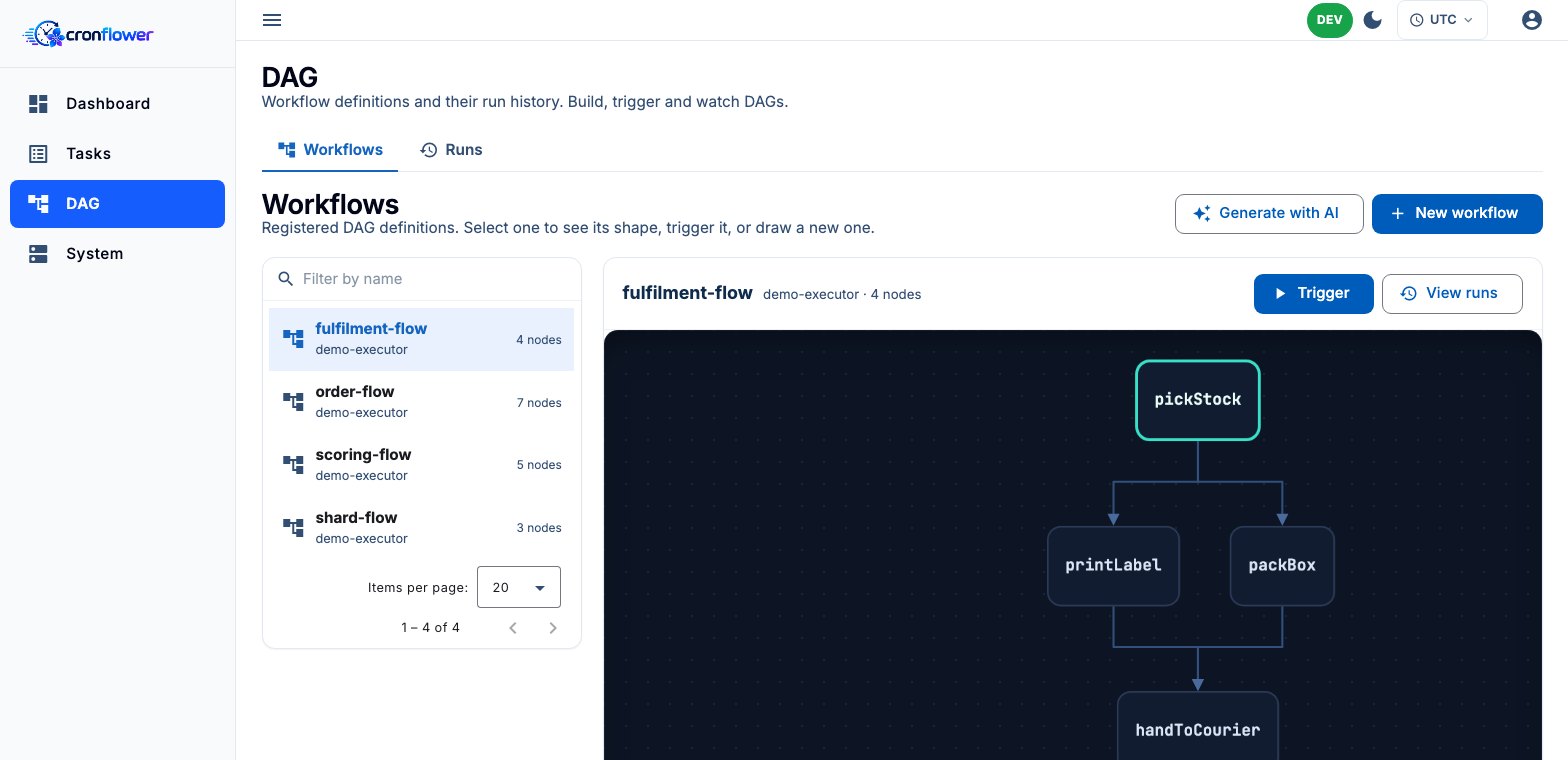 cronflower
DEV
UTC
Dashboard
Tasks
DAG
System
DAG
Workflow definitions and their run history. Build, trigger and watch DAGs.
Workflows
Runs
Workflows
Registered DAG definitions. Select one to see its shape, trigger it, or draw a new one.
Generate with AI
New workflow
Filter by name
fulfilment-flow
demo-executor
4 nodes
order-flow
demo-executor
7 nodes
scoring-flow
demo-executor
5 nodes
shard-flow
demo-executor
3 nodes
Items per page: 20
1 – 4 of 4
fulfilment-flow demo-executor · 4 nodes
Trigger
View runs
pickStock
printLabel
packBox
handToCourier